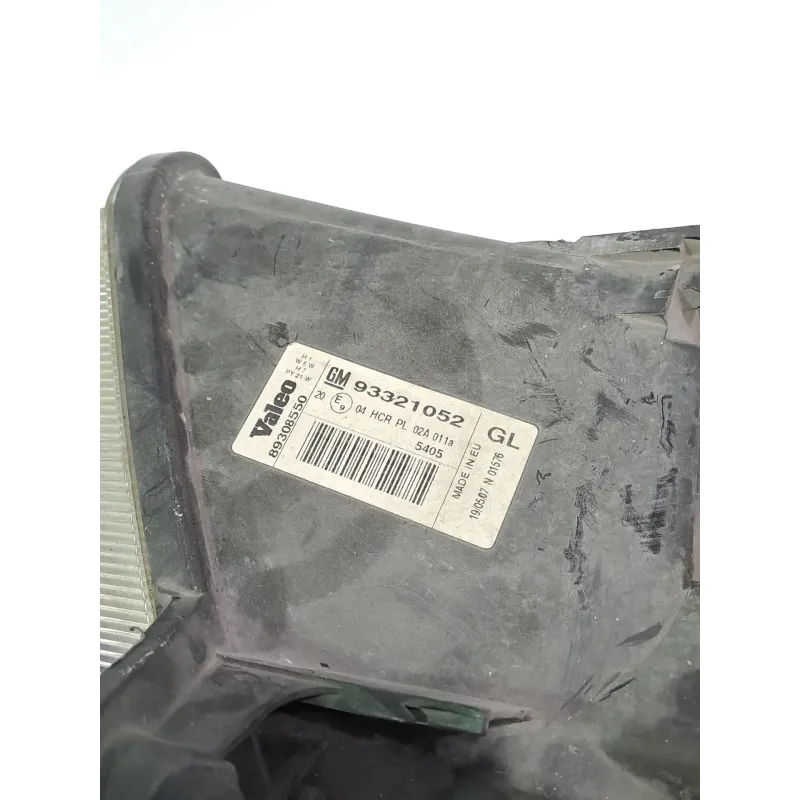 Valeo
89308550
H1
W5W
H7
PY21W
GM 93321052
20 E9 04 HCR PL 02A 011a
5405
GL
MADE IN EU
19/05/07 N 01576